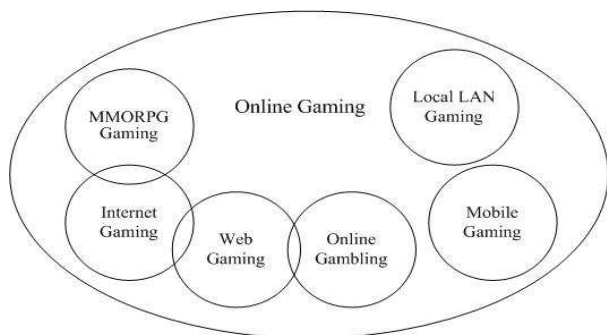 MMORPG
Gaming
Online Gaming
Local LAN
Gaming
Internet
Gaming
Web
Gaming
Online
Gambling
Mobile
Gaming